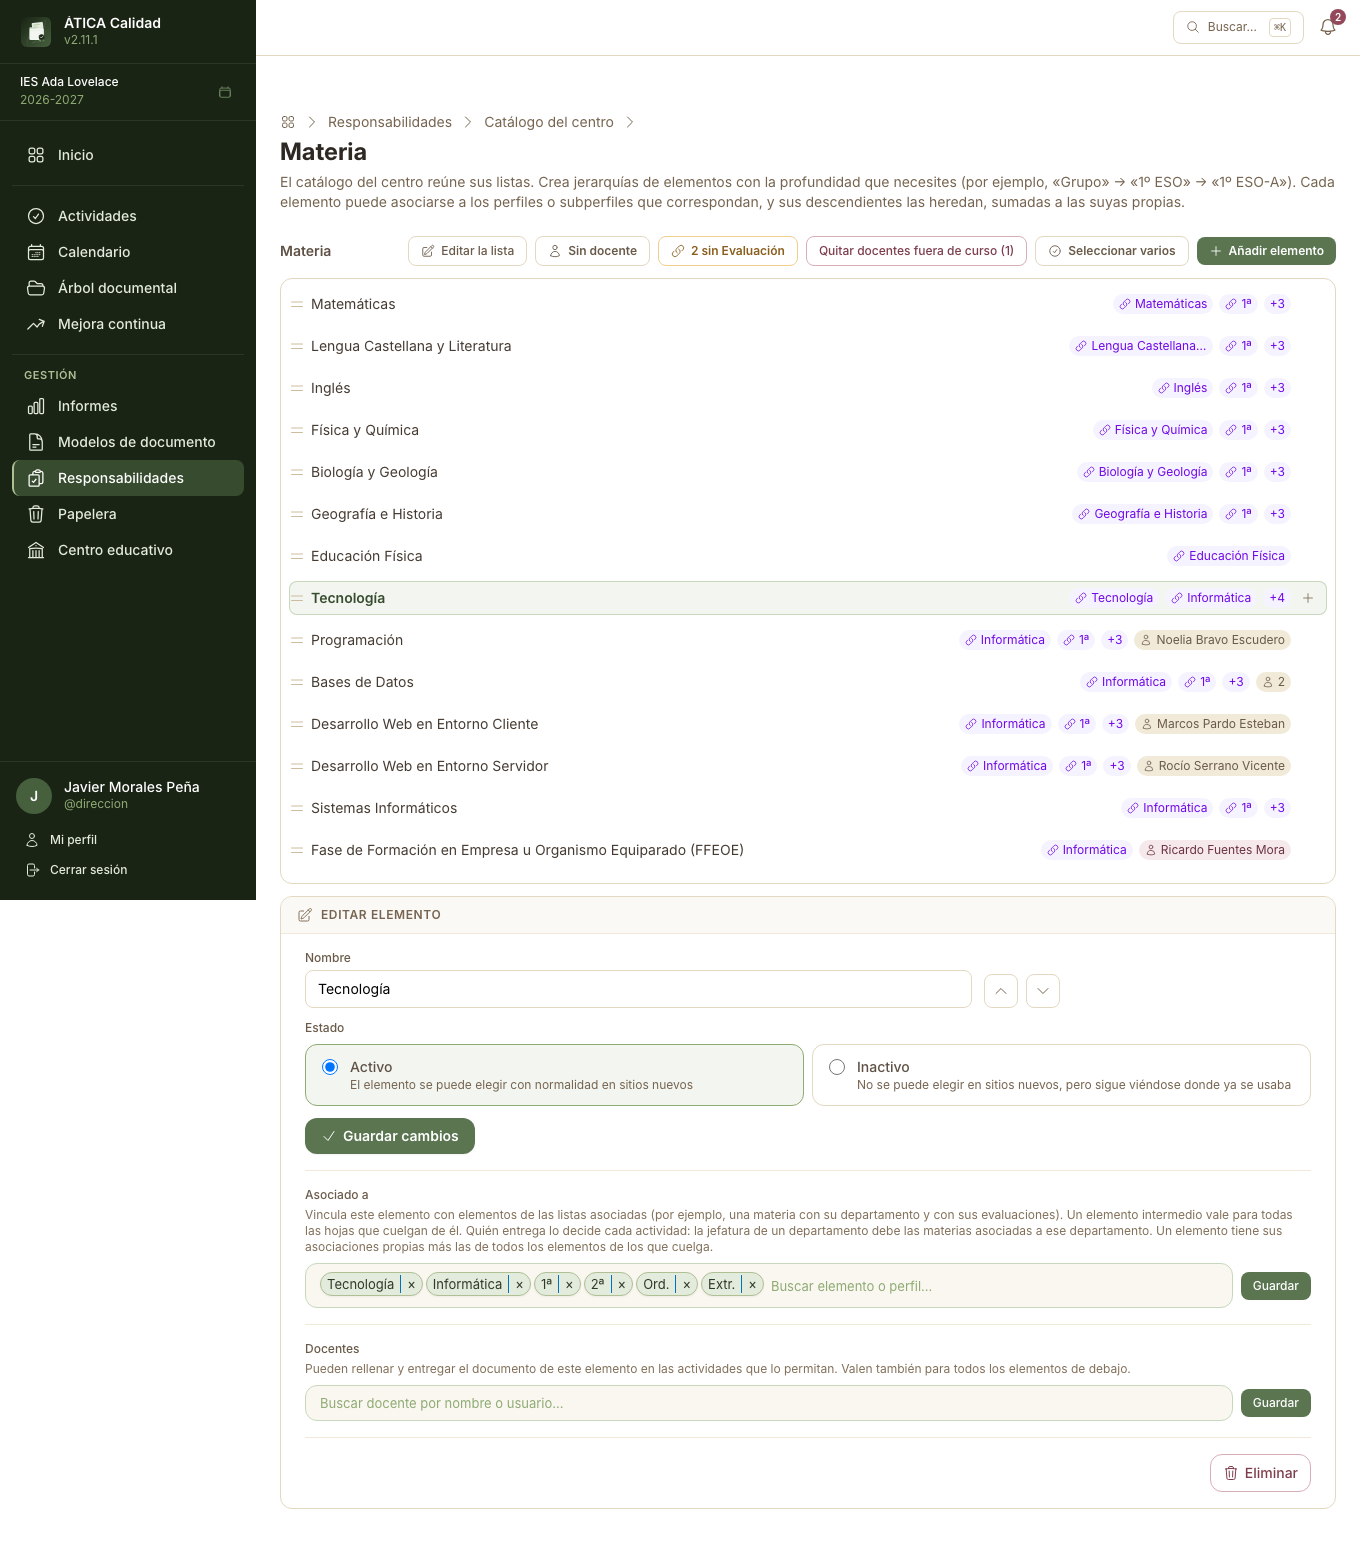 ÁTICA Calidad
v2.11.1
IES Ada Lovelace
2026-2027
Inicio
Actividades
Calendario
Árbol documental
Mejora continua
GESTIÓN
Informes
Modelos de documento
Responsabilidades
Papelera
Centro educativo
Javier Morales Peña
J
@direccion
Mi perfil
Cerrar sesión
Buscar... ⌘K
2
Responsabilidades > Catálogo del centro >
Materia
El catálogo del centro reúne sus listas. Crea jerarquías de elementos con la profundidad que necesites (por ejemplo, «Grupo» → «1º ESO» → «1º ESO-A»). Cada
elemento puede asociarse a los perfiles o subperfiles que correspondan, y sus descendientes las heredan, sumadas a las suyas propias.
Materia Editar la lista Sin docente 2 sin Evaluación Quitar docentes fuera de curso (1) Seleccionar varios + Añadir elemento
Matemáticas Matemáticas 1ª +3
Lengua Castellana y Literatura Lengua Castellana... 1ª +3
Inglés Inglés 1ª +3
Física y Química Física y Química 1ª +3
Biología y Geología Biología y Geología 1ª +3
Geografía e Historia Geografía e Historia 1ª +3
Educación Física Educación Física
Tecnología Tecnología Informática +4 +
Programación Informática 1ª +3 Noelia Bravo Escudero
Bases de Datos Informática 1ª +3 2
Desarrollo Web en Entorno Cliente Informática 1ª +3 Marcos Pardo Esteban
Desarrollo Web en Entorno Servidor Informática 1ª +3 Rocío Serrano Vicente
Sistemas Informáticos Informática 1ª +3
Fase de Formación en Empresa u Organismo Equiparado (FFEOE) Informática Ricardo Fuentes Mora
EDITAR ELEMENTO
Nombre
Tecnología
Estado
Activo
El elemento se puede elegir con normalidad en sitios nuevos
Inactivo
No se puede elegir en sitios nuevos, pero sigue viéndose donde ya se usaba
Guardar cambios
Asociado a
Vincula este elemento con elementos de las listas asociadas (por ejemplo, una materia con su departamento y con sus evaluaciones). Un elemento intermedio vale para todas
las hojas que cuelgan de él. Quién entrega lo decide cada actividad: la jefatura de un departamento debe las materias asociadas a ese departamento. Un elemento tiene sus
asociaciones propias más las de todos los elementos de los que cuelga.
Tecnología × Informática × 1ª × 2ª × Ord. × Extr. × Buscar elemento o perfil... Guardar
Docentes
Pueden rellenar y entregar el documento de este elemento en las actividades que lo permitan. Valen también para todos los elementos de debajo.
Buscar docente por nombre o usuario... Guardar
Eliminar